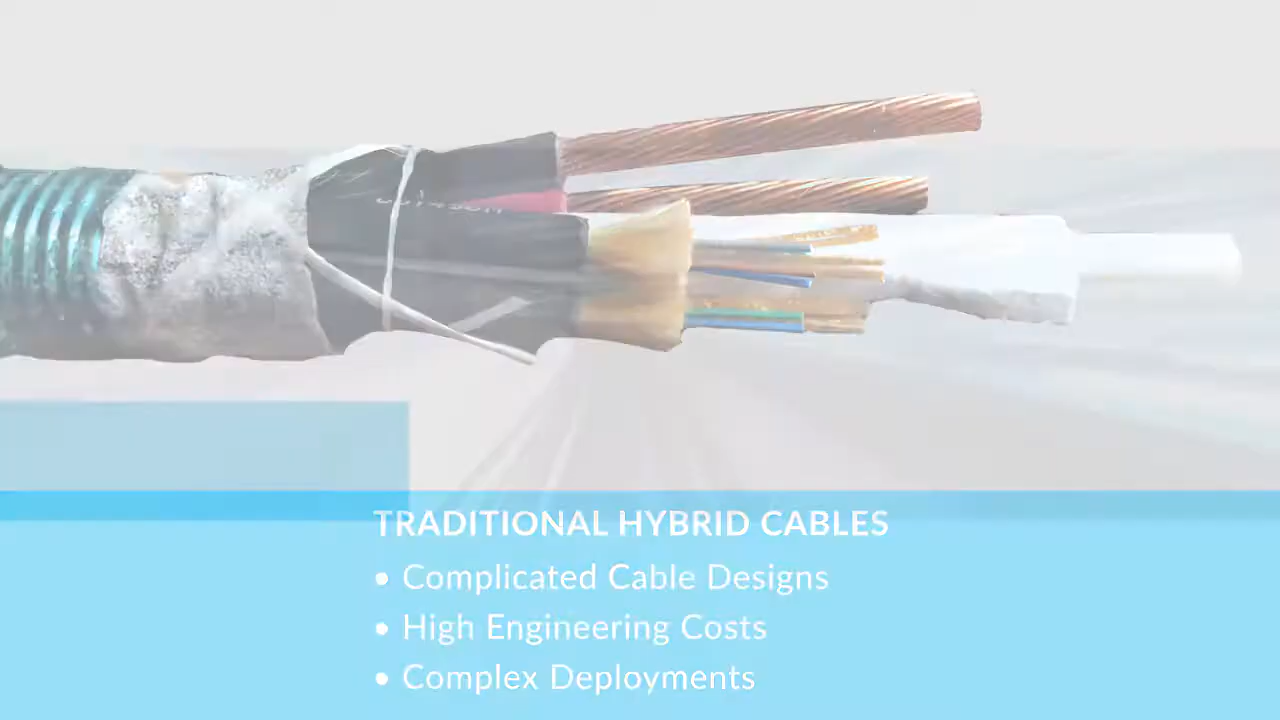 TRADITIONAL HYBRID CABLES
• Complicated Cable Designs
• High Engineering Costs
• Complex Deployments